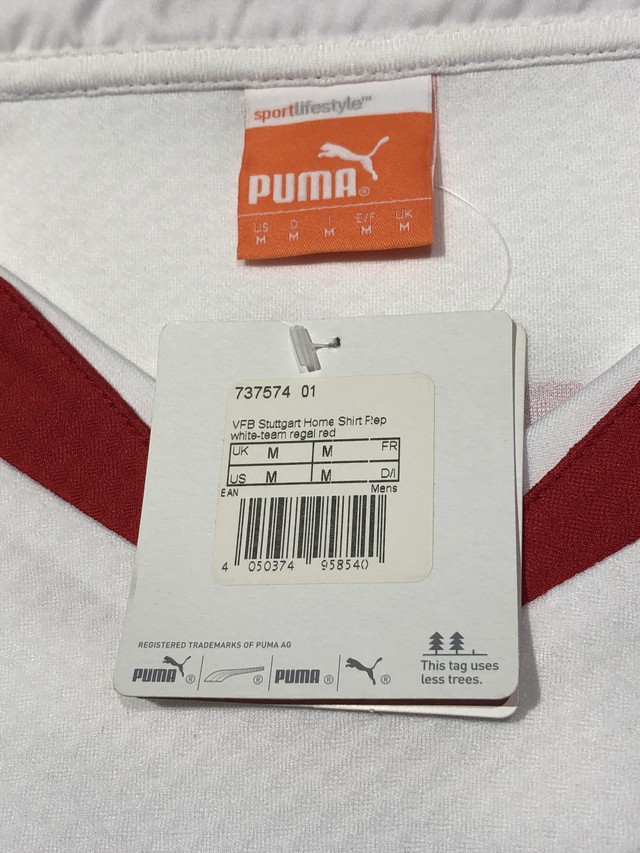 sportlifestyle™
PUMA®
US D I E/F UK
M M M M M
737574 01
VFB Stuttgart Home Shirt Rep
white-team regal red
UK M M FR
US M M D/I
EAN Mens
4 050374 958540
REGISTERED TRADEMARKS OF PUMA AG
PUMA® ® PUMA® ®
This tag uses
less trees.